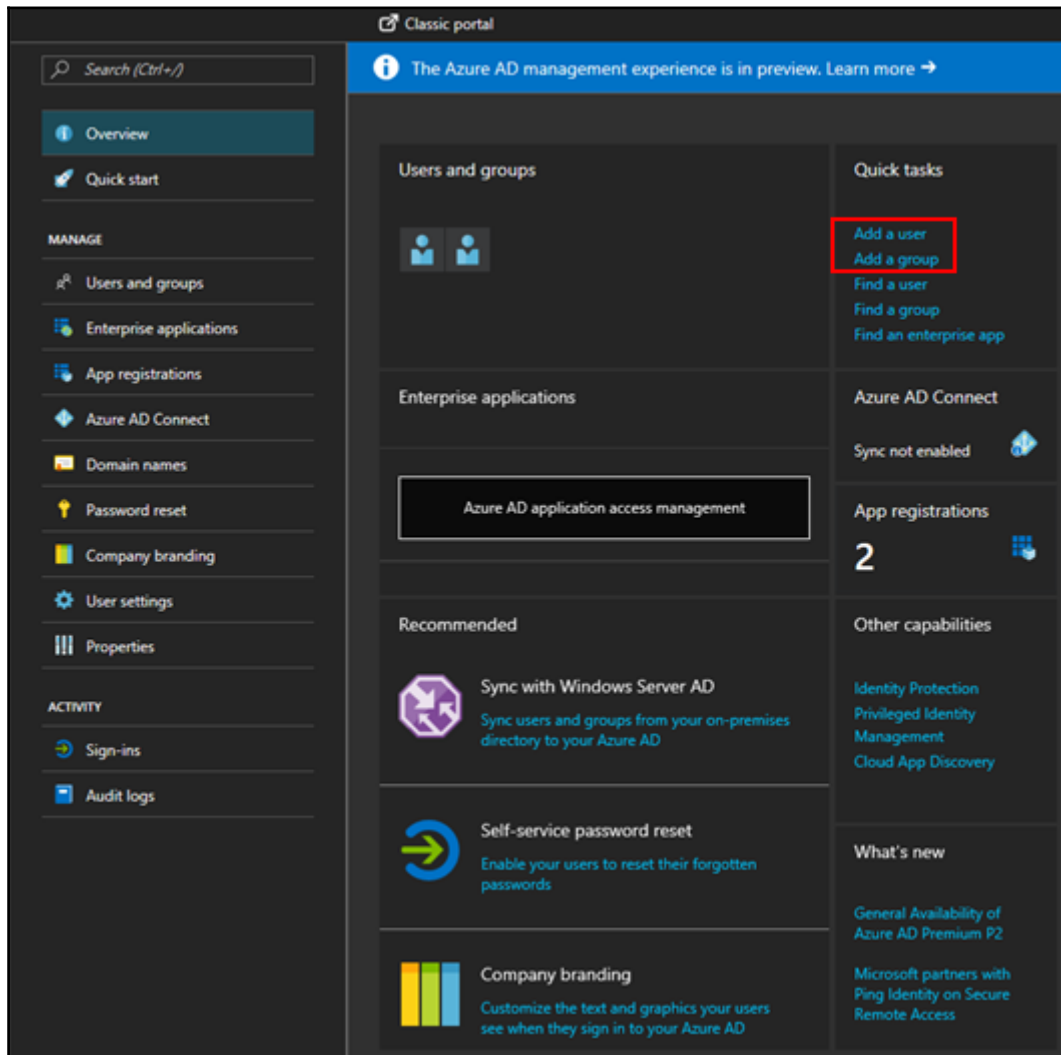 Classic portal
Search (Ctrl+/)
The Azure AD management experience is in preview. Learn more →
Overview
Quick start
MANAGE
Users and groups
Enterprise applications
App registrations
Azure AD Connect
Domain names
Password reset
Company branding
User settings
Properties
ACTIVITY
Sign-ins
Audit logs
Users and groups
Quick tasks
Add a user
Add a group
Find a user
Find a group
Find an enterprise app
Enterprise applications
Azure AD application access management
Azure AD Connect
Sync not enabled
App registrations
2
Recommended
Sync with Windows Server AD
Sync users and groups from your on-premises
directory to your Azure AD
Self-service password reset
Enable your users to reset their forgotten
passwords
Company branding
Customize the text and graphics your users
see when they sign in to your Azure AD
Other capabilities
Identity Protection
Privileged Identity
Management
Cloud App Discovery
What's new
General Availability of
Azure AD Premium P2
Microsoft partners with
Ping Identity on Secure
Remote Access